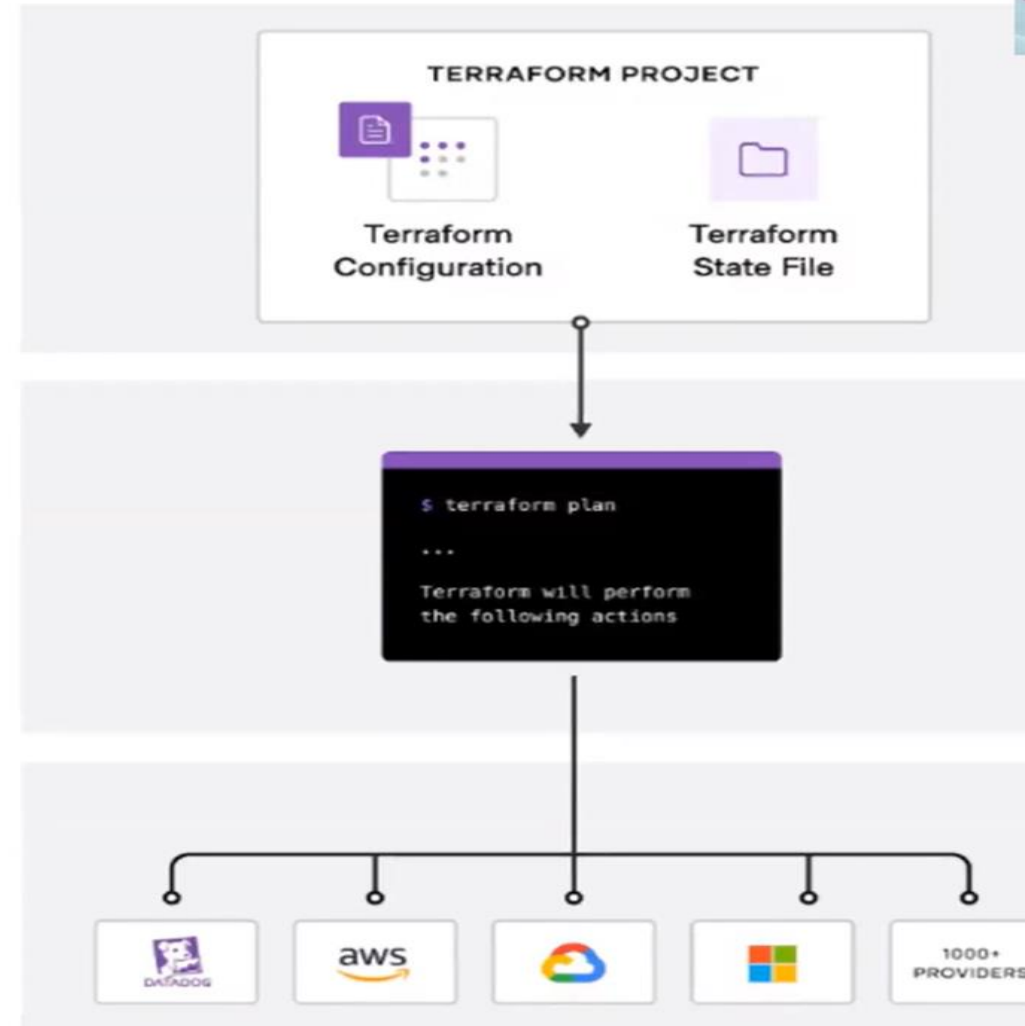 TERRAFORM PROJECT
Terraform
Configuration
Terraform
State File
$ terraform plan
...
Terraform will perform
the following actions
DATADOG
aws
1000+
PROVIDERS